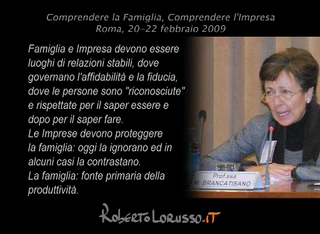 Comprendere la Famiglia, Comprendere l'Impresa
Roma, 20-22 febbraio 2009
Famiglia e Impresa devono essere
luoghi di relazioni stabili, dove
governano l'affidabilità e la fiducia,
dove le persone sono "riconosciute"
e rispettate per il saper essere e
dopo per il saper fare.
Le Imprese devono proteggere
la famiglia: oggi la ignorano ed in
alcuni casi la contrastano.
La famiglia: fonte primaria della
produttività.
Prof.ssa
BRANCATISANO
ROBERTOLORUSSO.IT